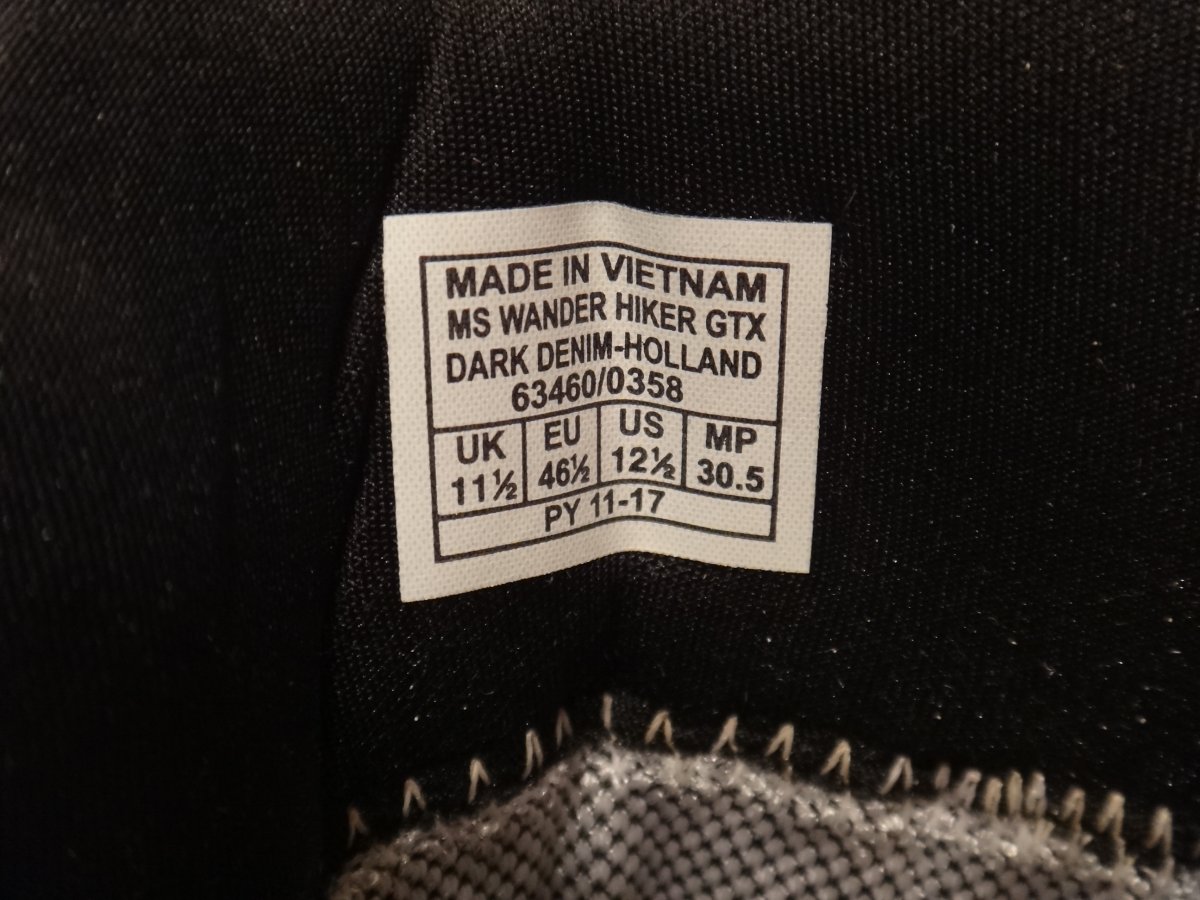 MADE IN VIETNAM
MS WANDER HIKER GTX
DARK DENIM-HOLLAND
63460/0358
UK EU US MP
11½ 46½ 12½ 30.5
PY 11-17